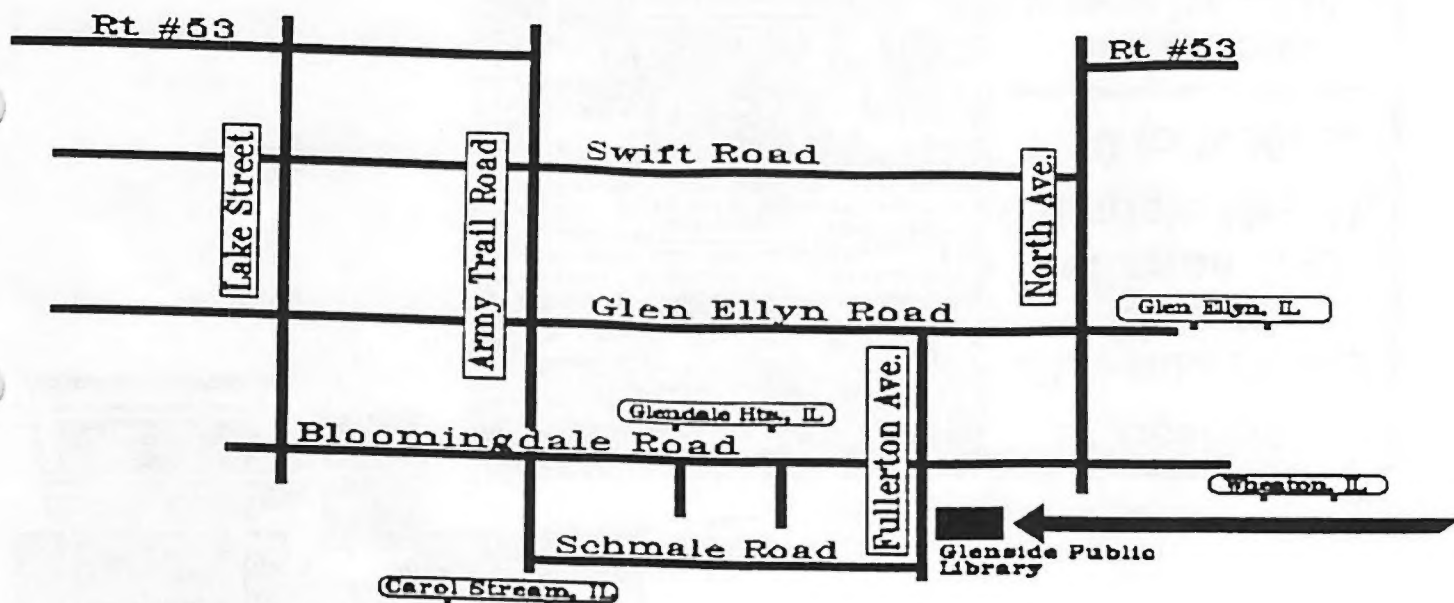 Rt #53
Rt #53
Swift Road
Lake Street
Army Trail Road
North Ave.
Glen Ellyn Road
Glen Ellyn, IL
Fullerton Ave.
Glendale Hts., IL
Bloomingdale Road
Wheaton, IL
Schmale Road
Glenside Public
Library
Carol Stream, IL